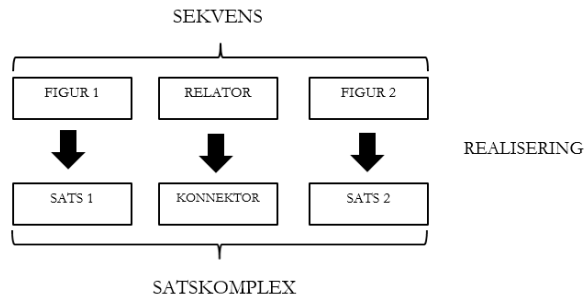 SEKVENS
FIGUR 1
RELATOR
FIGUR 2
REALISERING
SATS 1
KONNEKTOR
SATS 2
SATSKOMPLEX